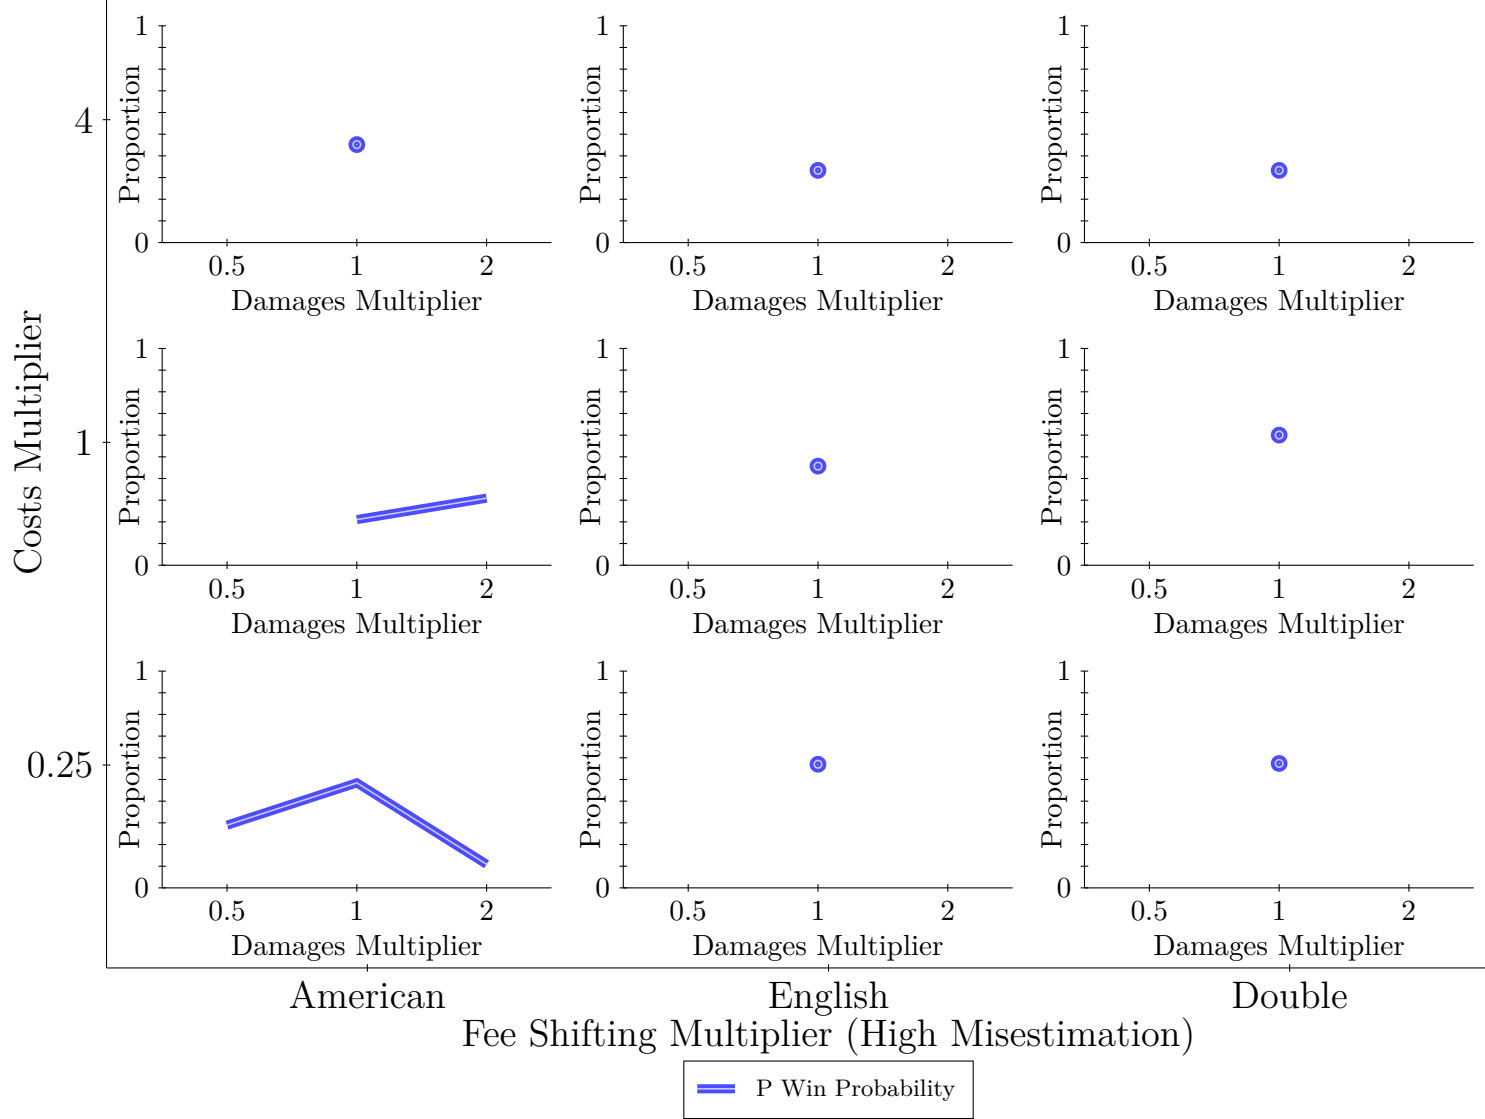 1
Proportion
0
0.5 1 2
Damages Multiplier
1
Proportion
0
0.5 1 2
Damages Multiplier
1
Proportion
0
0.5 1 2
Damages Multiplier
4
1
Proportion
0
0.5 1 2
Damages Multiplier
1
Proportion
0
0.5 1 2
Damages Multiplier
1
Proportion
0
0.5 1 2
Damages Multiplier
Costs Multiplier
1
1
Proportion
0
0.5 1 2
Damages Multiplier
1
Proportion
0
0.5 1 2
Damages Multiplier
1
Proportion
0
0.5 1 2
Damages Multiplier
0.25
American English Double
Fee Shifting Multiplier (High Misestimation)
P Win Probability